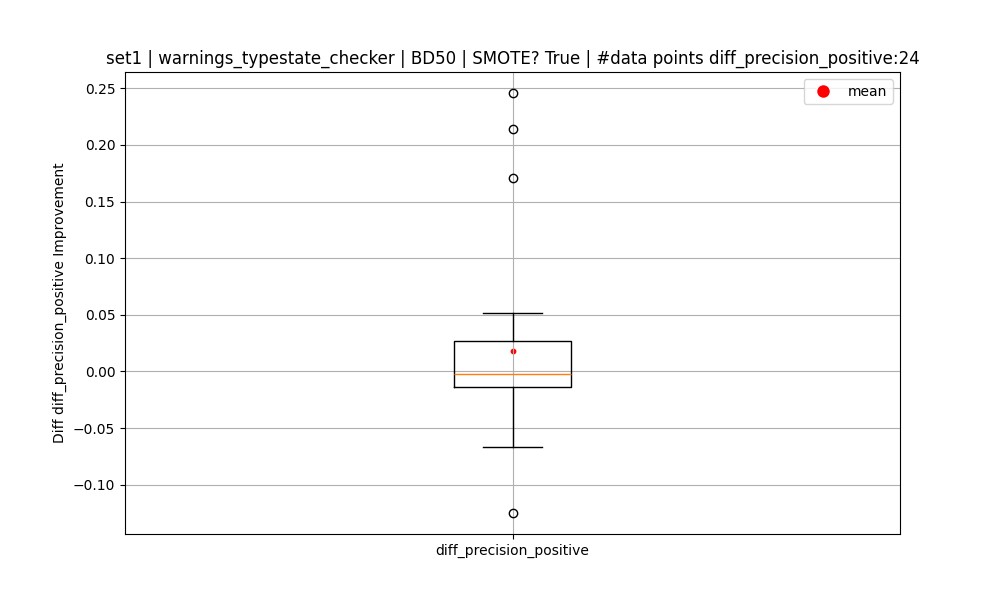 set1 | warnings_typestate_checker | BD50 | SMOTE? True | #data points diff_precision_positive:24
mean
0.25
0.20
0.15
0.10
0.05
0.00
−0.05
−0.10
Diff diff_precision_positive Improvement
diff_precision_positive